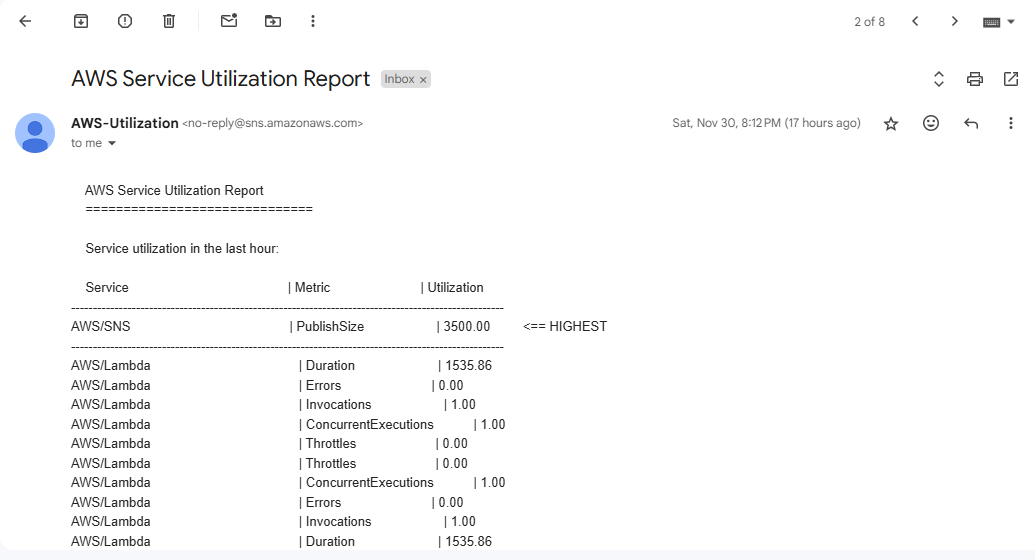 2 of 8
AWS Service Utilization Report Inbox ×
AWS-Utilization <no-reply@sns.amazonaws.com> Sat, Nov 30, 8:12 PM (17 hours ago)
to me
AWS Service Utilization Report
==============================
Service utilization in the last hour:
Service | Metric | Utilization
----------------------------------------------------------------------------------------------------
AWS/SNS | PublishSize | 3500.00 <== HIGHEST
----------------------------------------------------------------------------------------------------
AWS/Lambda | Duration | 1535.86
AWS/Lambda | Errors | 0.00
AWS/Lambda | Invocations | 1.00
AWS/Lambda | ConcurrentExecutions | 1.00
AWS/Lambda | Throttles | 0.00
AWS/Lambda | Throttles | 0.00
AWS/Lambda | ConcurrentExecutions | 1.00
AWS/Lambda | Errors | 0.00
AWS/Lambda | Invocations | 1.00
AWS/Lambda | Duration | 1535.86